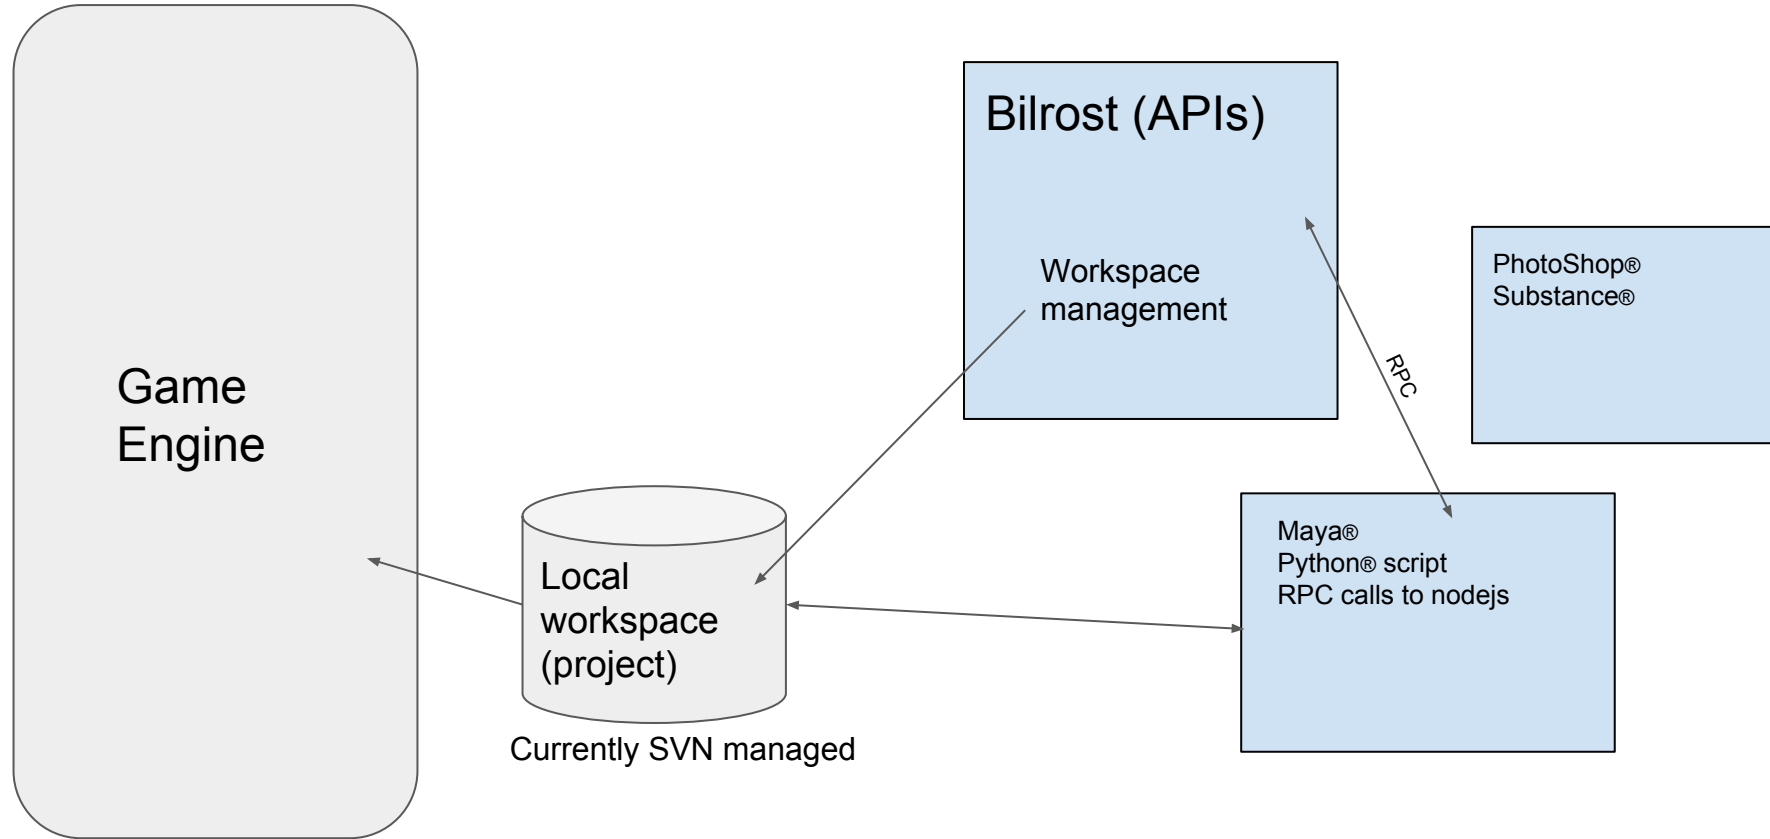 Game
Engine
Bilrost (APIs)
Workspace
management
PhotoShop®
Substance®
RPC
Maya®
Python® script
RPC calls to nodejs
Local
workspace
(project)
Currently SVN managed